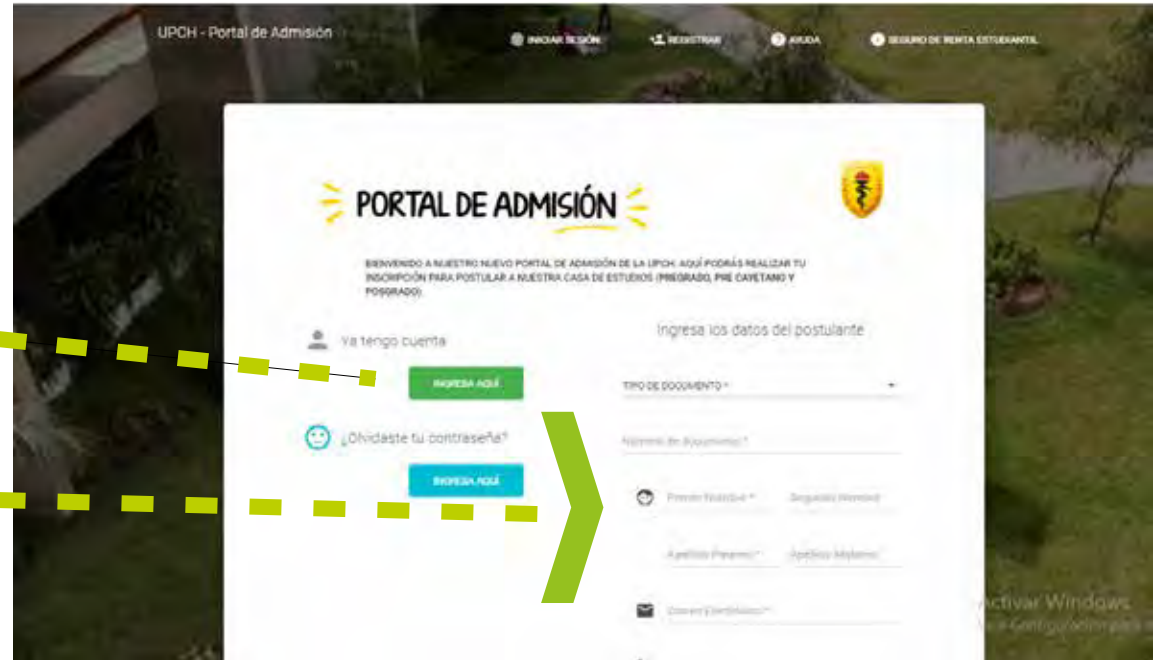 UPCH - Portal de Admisión
INICIAR SESIÓN
REGISTRAR
AYUDA
SEGURO DE RENTA ESTUDIANTIL
PORTAL DE ADMISIÓN
BIENVENIDO A NUESTRO NUEVO PORTAL DE ADMISIÓN DE LA UPCH. AQUÍ PODRÁS REALIZAR TU
INSCRIPCIÓN PARA POSTULAR A NUESTRA CASA DE ESTUDIOS (PREGRADO, PRE CAYETANO Y
POSGRADO).
Ya tengo cuenta
INGRESA AQUÍ
¿Olvidaste tu contraseña?
INGRESA AQUÍ
Ingresa los datos del postulante
TIPO DE DOCUMENTO *
Número de documento *
Primer Nombre *
Segundo Nombre
Apellido Paterno *
Apellido Materno
Correo Electrónico *
Activar Windows
Ir a Configuración para